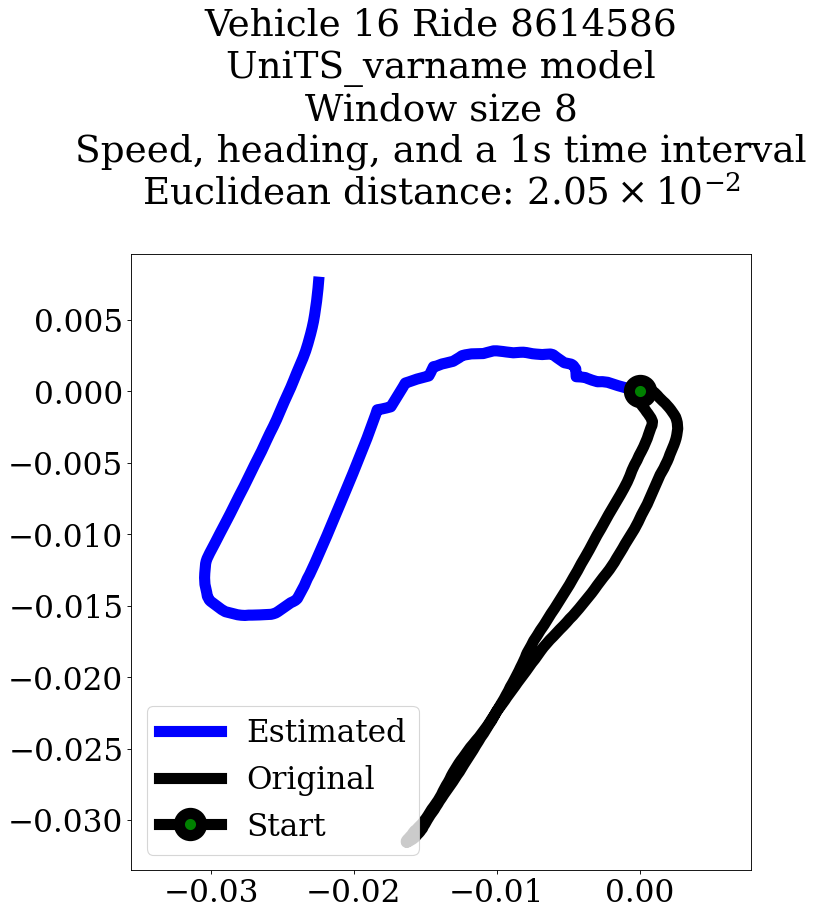 Vehicle 16 Ride 8614586
UniTS_varname model
Window size 8
Speed, heading, and a 1s time interval
Euclidean distance: 2.05 × 10⁻²
0.005
0.000
−0.005
−0.010
−0.015
−0.020
−0.025
−0.030
Estimated
Original
Start
−0.03 −0.02 −0.01 0.00